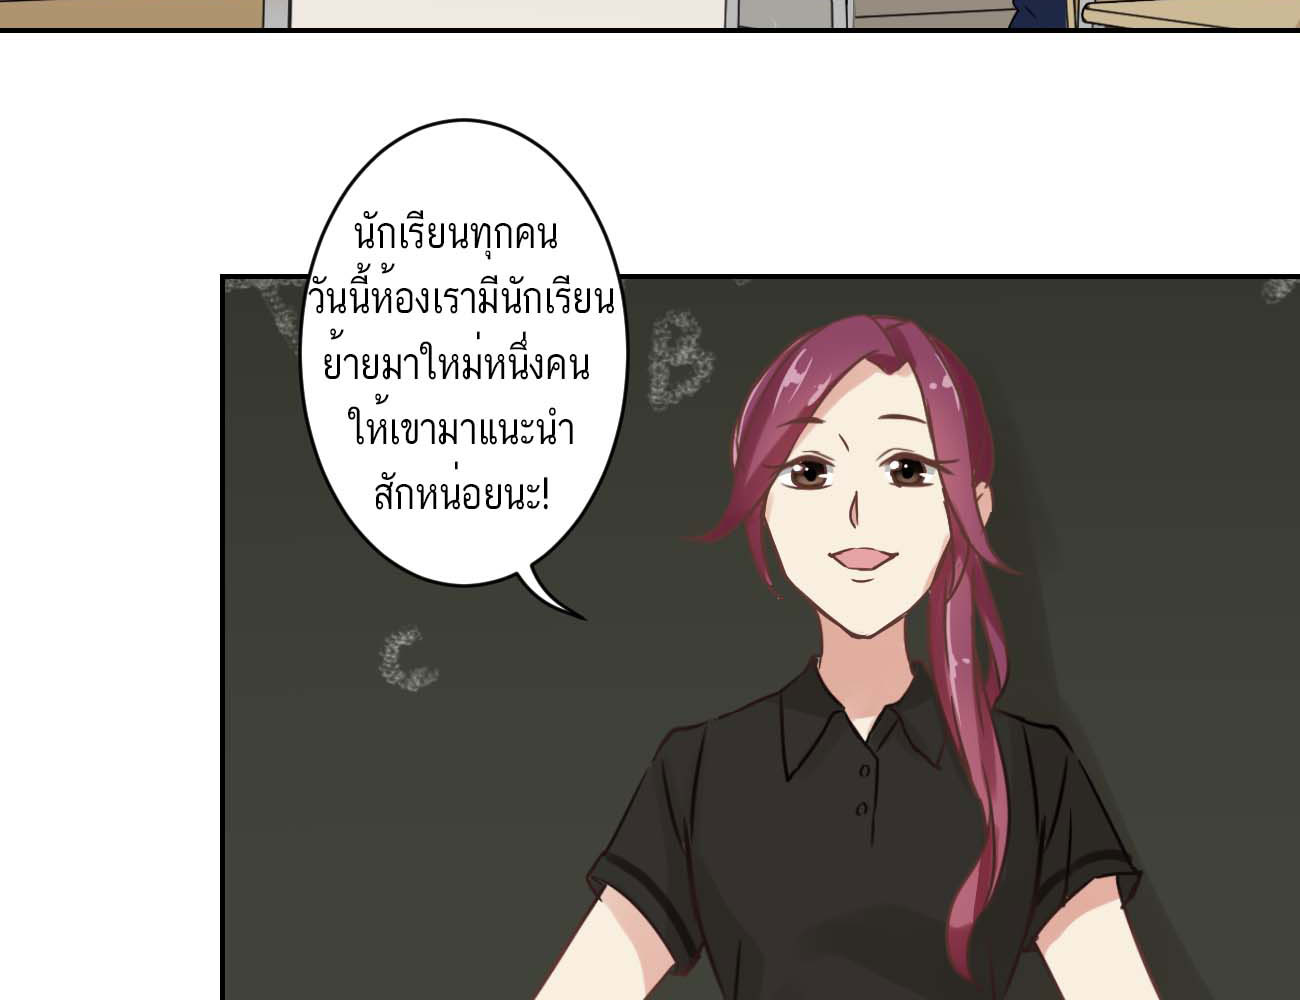 นักเรียนทุกคน
วันนี้ห้องเรามีนักเรียน
ย้ายมาใหม่หนึ่งคน
ให้เขามาแนะนำ
สักหน่อยนะ!
B
C